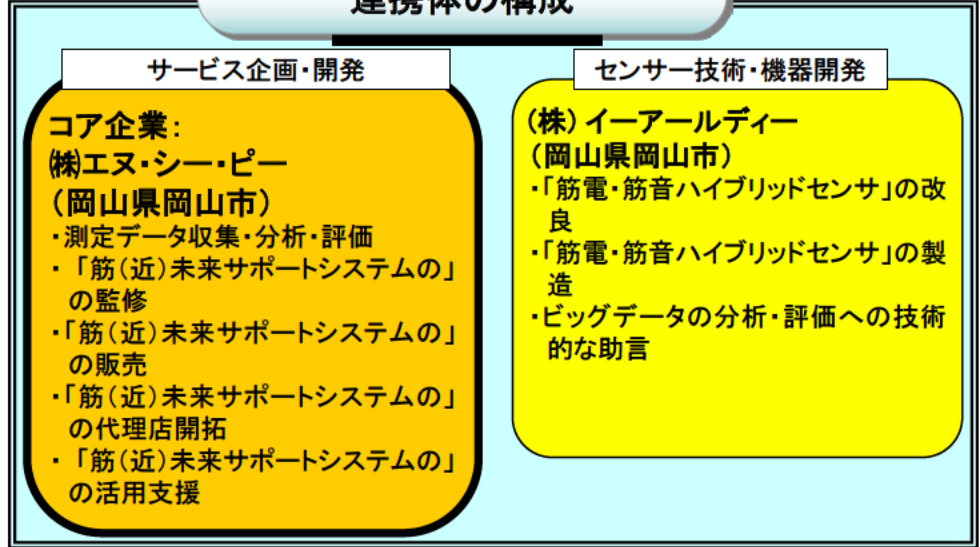 連携体の構成
サービス企画・開発
コア企業：
㈱エヌ・シー・ピー
（岡山県岡山市）
・測定データ収集・分析・評価
・「筋（近）未来サポートシステムの」
の監修
・「筋（近）未来サポートシステムの」
の販売
・「筋（近）未来サポートシステムの」
の代理店開拓
・「筋（近）未来サポートシステムの」
の活用支援
センサー技術・機器開発
（株）イーアールディー
（岡山県岡山市）
・「筋電・筋音ハイブリッドセンサ」の改
良
・「筋電・筋音ハイブリッドセンサ」の製
造
・ビッグデータの分析・評価への技術
的な助言